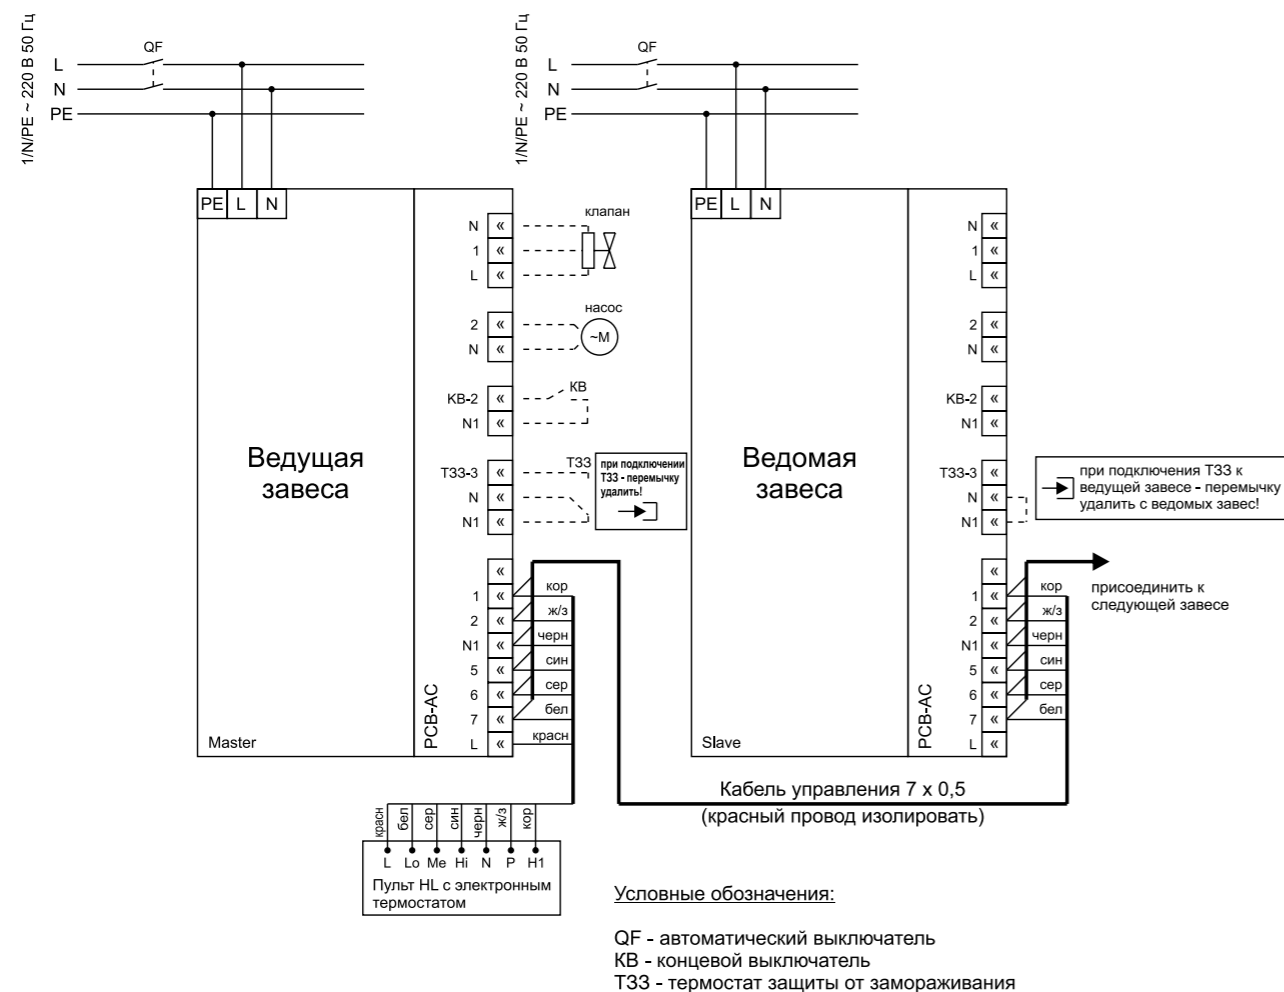 1/N/PE ~ 220 В 50 Гц
QF
L
N
PE
1/N/PE ~ 220 В 50 Гц
QF
L
N
PE
PE L N
N «
1 «
L «
клапан
2 «
N «
насос
~M
КВ-2 «
N1 «
КВ
ТЗЗ-3 «
N «
N1 «
ТЗЗ
при подключении
ТЗЗ - перемычку
удалить!
Ведущая
завеса
«
1 « кор
2 « ж/з
N1 « черн
5 « син
6 « сер
7 « бел
L « красн
Master
PCB-AC
PE L N
N «
1 «
L «
2 «
N «
КВ-2 «
N1 «
ТЗЗ-3 «
N «
N1 «
при подключения ТЗЗ к
ведущей завесе - перемычку
удалить с ведомых завес!
Ведомая
завеса
«
1 « кор
2 « ж/з
N1 « черн
5 « син
6 « сер
7 « бел
L «
присоединить к
следующей завесе
Slave
PCB-AC
Кабель управления 7 х 0,5
(красный провод изолировать)
красн бел сер син черн ж/з кор
L Lo Me Hi N P H1
Пульт HL с электронным
термостатом
Условные обозначения:
QF - автоматический выключатель
КВ - концевой выключатель
ТЗЗ - термостат защиты от замораживания